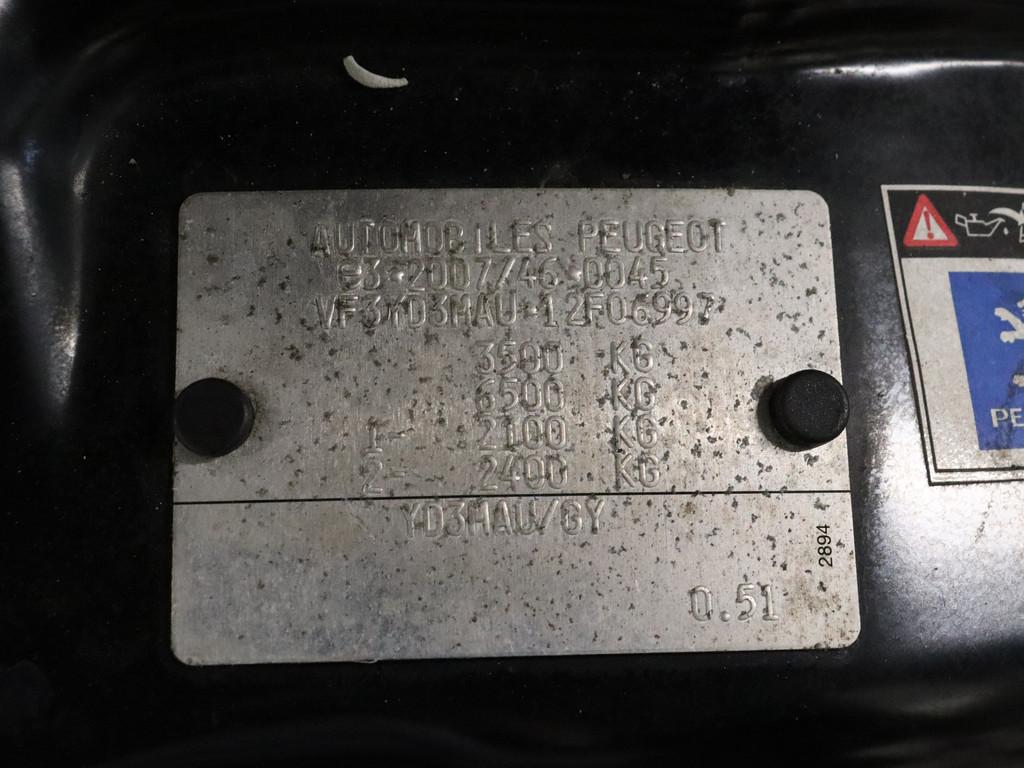 AUTOMOBILES PEUGEOT
e3*2007/46*0045
VF3YD3MAU-12F06997
3500 KG
6500 KG
1- 2100 KG
2- 2400 KG
YD3MAU/GY
2894
0.51
PE